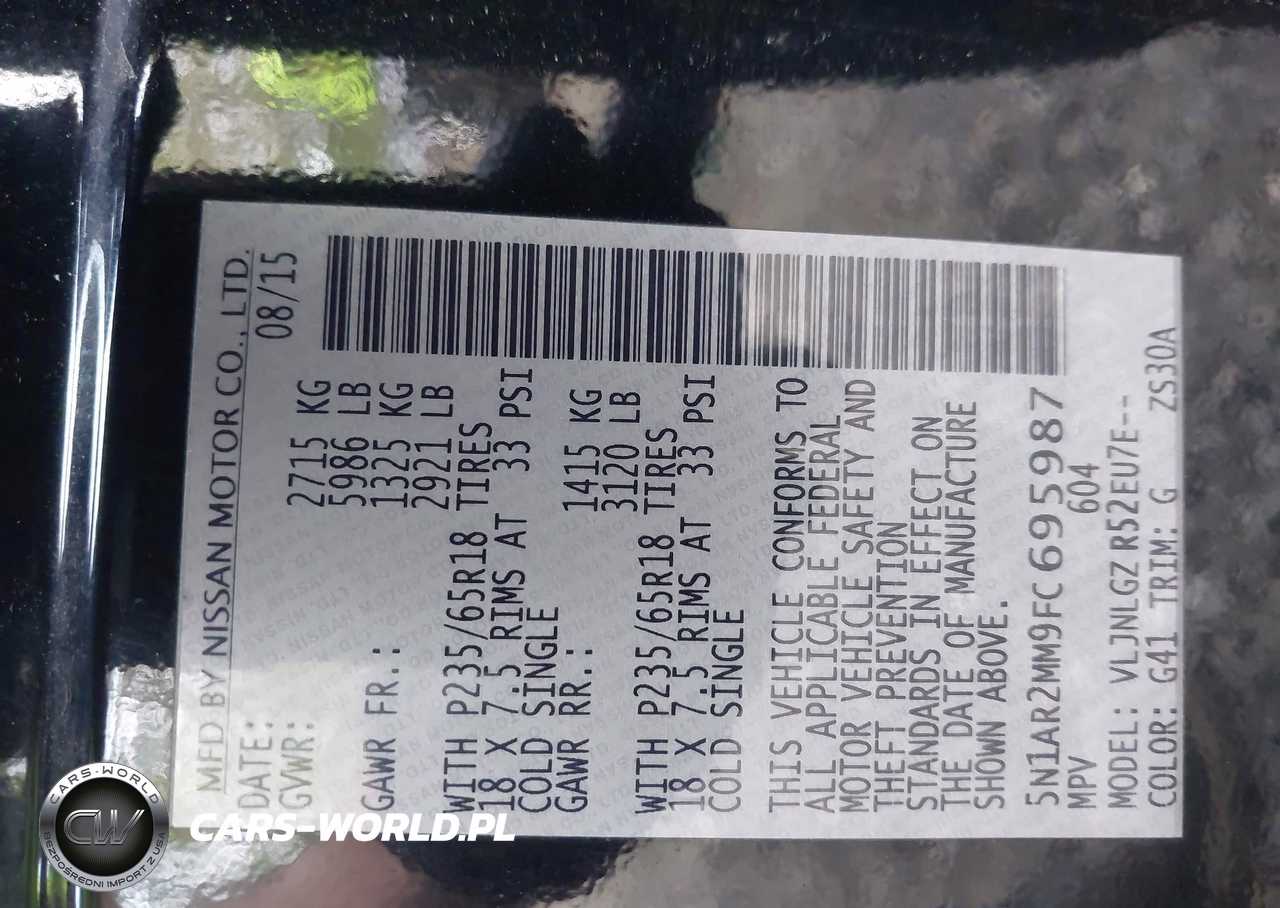 MFD BY NISSAN MOTOR CO., LTD.
DATE: 08/15
GVWR: 2715 KG
5986 LB
GAWR FR.: 1325 KG
2921 LB
WITH P235/65R18 TIRES
18 X 7.5 RIMS AT 33 PSI
COLD SINGLE
GAWR RR.: 1415 KG
3120 LB
WITH P235/65R18 TIRES
18 X 7.5 RIMS AT 33 PSI
COLD SINGLE
THIS VEHICLE CONFORMS TO
ALL APPLICABLE FEDERAL
MOTOR VEHICLE SAFETY AND
THEFT PREVENTION
STANDARDS IN EFFECT ON
THE DATE OF MANUFACTURE
SHOWN ABOVE.
5N1AR2MM9FC695987
MPV 604
MODEL: VLJNLGZ R52EU7E--
COLOR: G41 TRIM: G ZS30A
CARS-WORLD
CW
BEZPOŚREDNI IMPORT Z USA
CARS-WORLD.PL